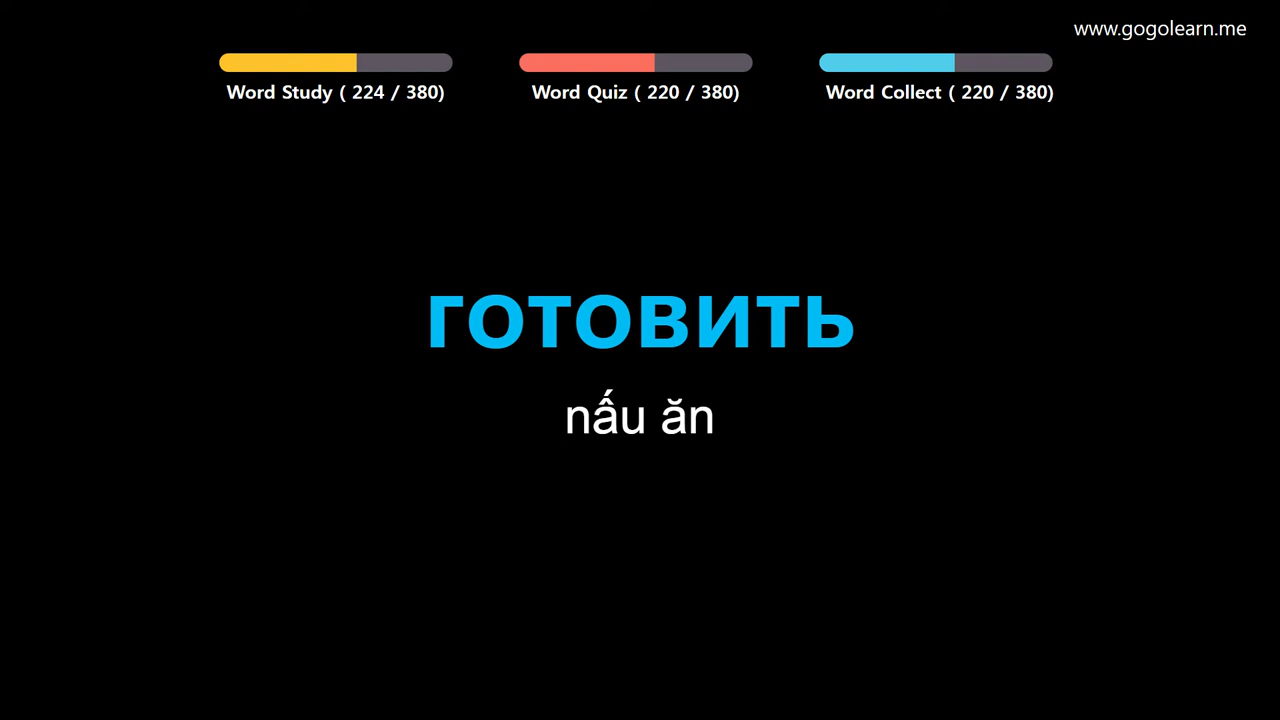 www.gogolearn.me
Word Study ( 224 / 380)
Word Quiz ( 220 / 380)
Word Collect ( 220 / 380)
готовить
nấu ăn